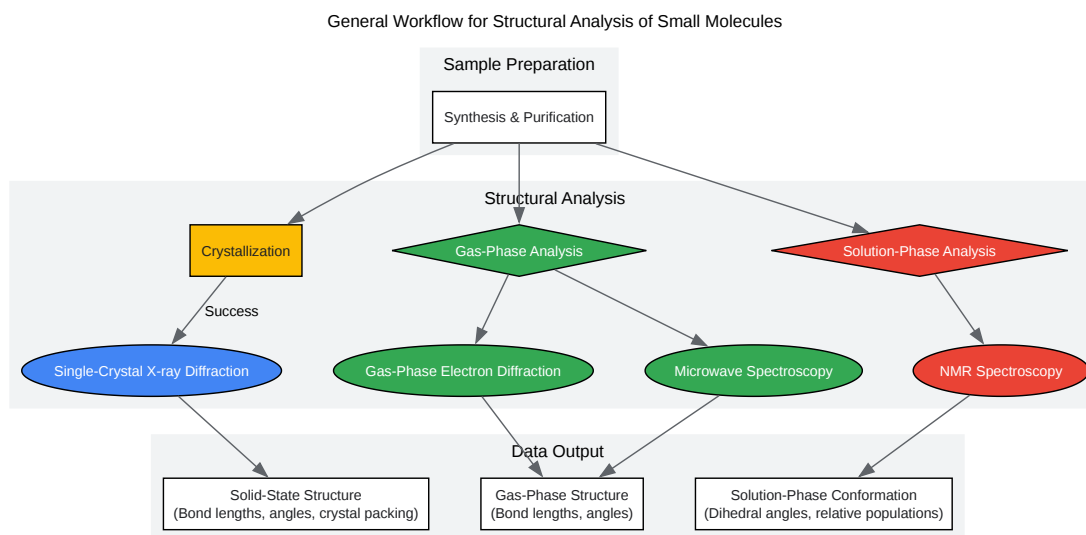 General Workflow for Structural Analysis of Small Molecules
Sample Preparation
Synthesis & Purification
Structural Analysis
Crystallization
Gas-Phase Analysis
Solution-Phase Analysis
Success
Single-Crystal X-ray Diffraction
Gas-Phase Electron Diffraction
Microwave Spectroscopy
NMR Spectroscopy
Data Output
Solid-State Structure
(Bond lengths, angles, crystal packing)
Gas-Phase Structure
(Bond lengths, angles)
Solution-Phase Conformation
(Dihedral angles, relative populations)